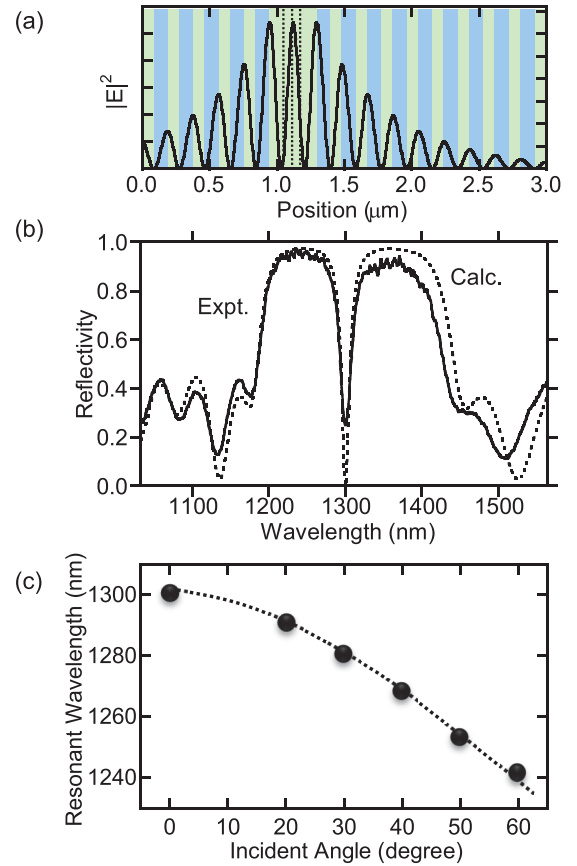 (a)
|E|²
0.0 0.5 1.0 1.5 2.0 2.5 3.0
Position (μm)
(b)
1.0
0.8
0.6
0.4
0.2
0.0
Reflectivity
Expt.
Calc.
1100 1200 1300 1400 1500
Wavelength (nm)
(c)
1300
1280
1260
1240
Resonant Wavelength (nm)
0 20 30 40 50 60
Incident Angle (degree)